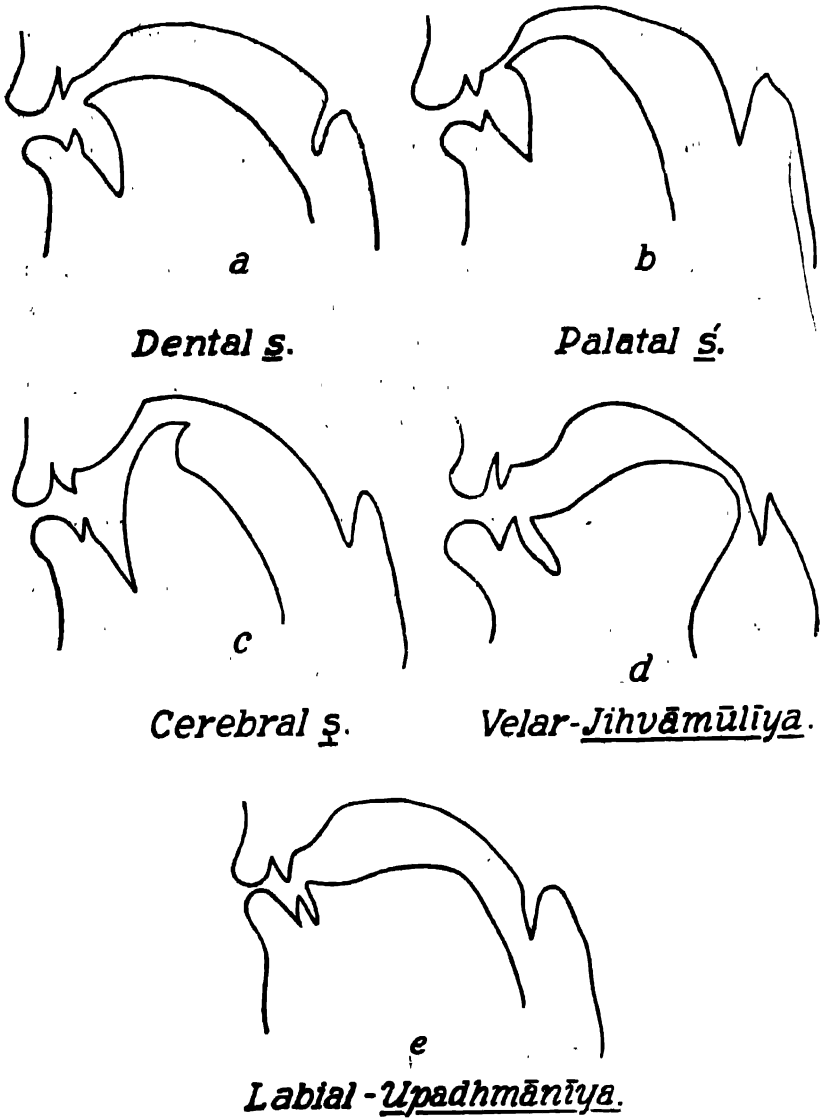 a
b
Dental s.
Palatal ś.
c
d
Cerebral ṣ.
Velar-Jihvāmūlīya.
e
Labial-Upadhmānīya.